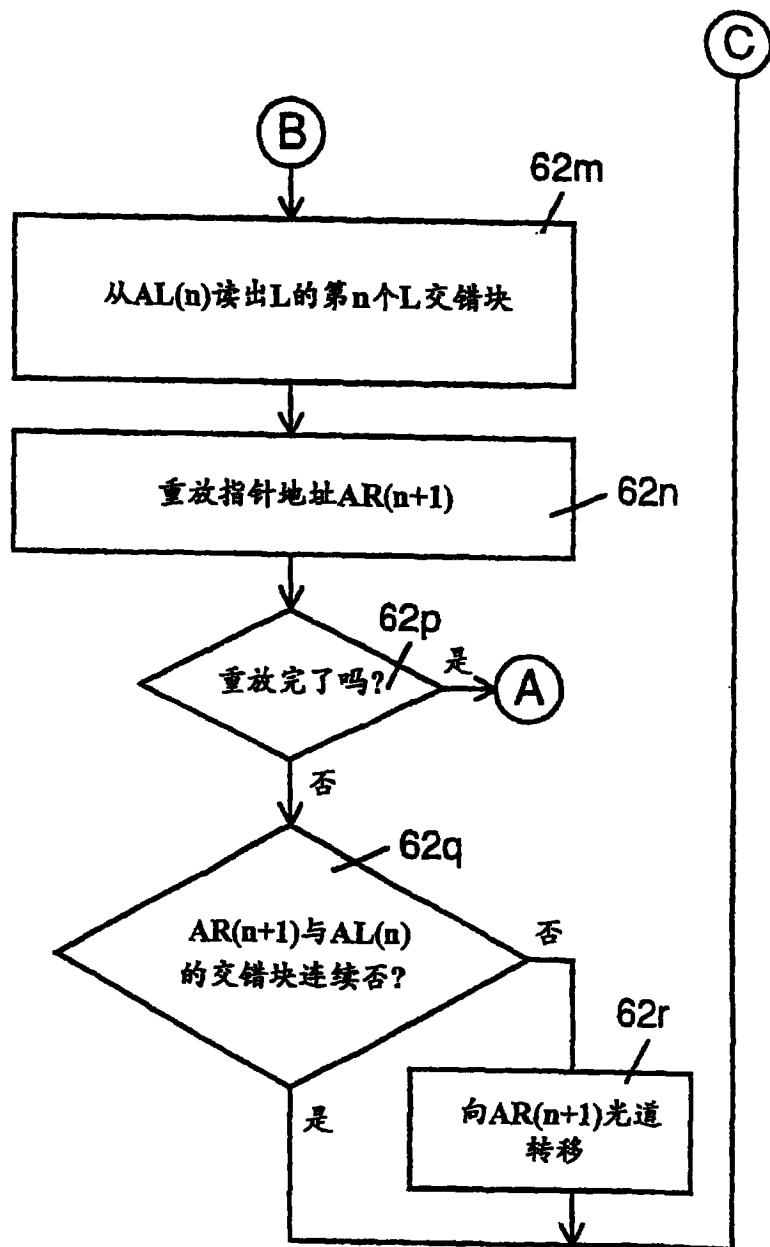 C
B
62m
从AL(n)读出L的第n个L交错块
重放指针地址AR(n+1)
62n
62p
重放完了吗?
是
A
否
62q
AR(n+1)与AL(n)
的交错块连续否?
否
62r
向AR(n+1)光道
转移
是